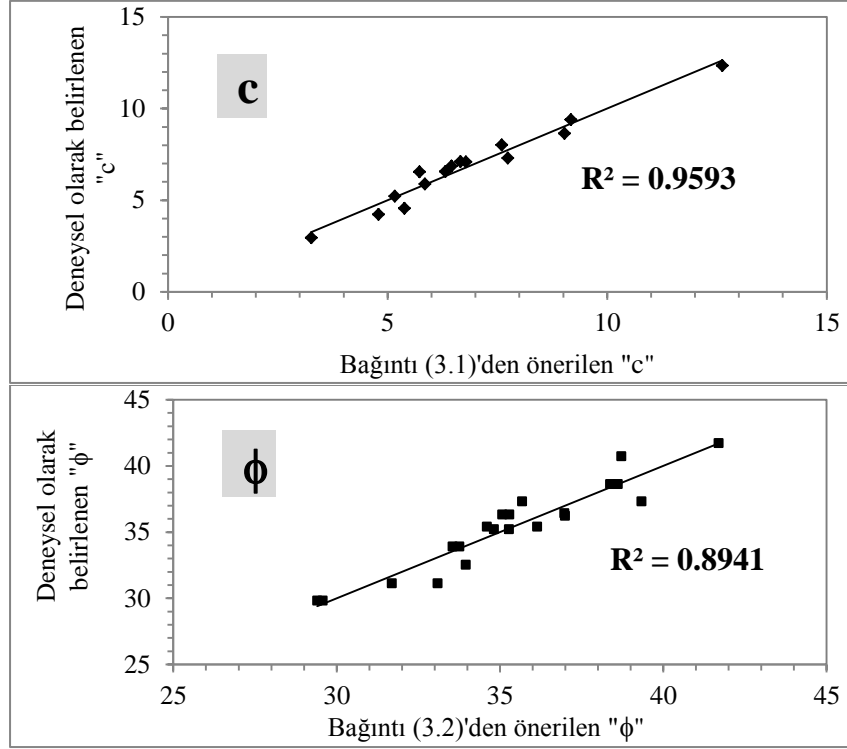 15
10
5
0
Deneysel olarak belirlenen
"c"
c
R² = 0.9593
0
5
10
15
Bağıntı (3.1)'den önerilen "c"
45
40
35
30
25
Deneysel olarak
belirlenen "ϕ"
ϕ
R² = 0.8941
25
30
35
40
45
Bağıntı (3.2)'den önerilen "ϕ"